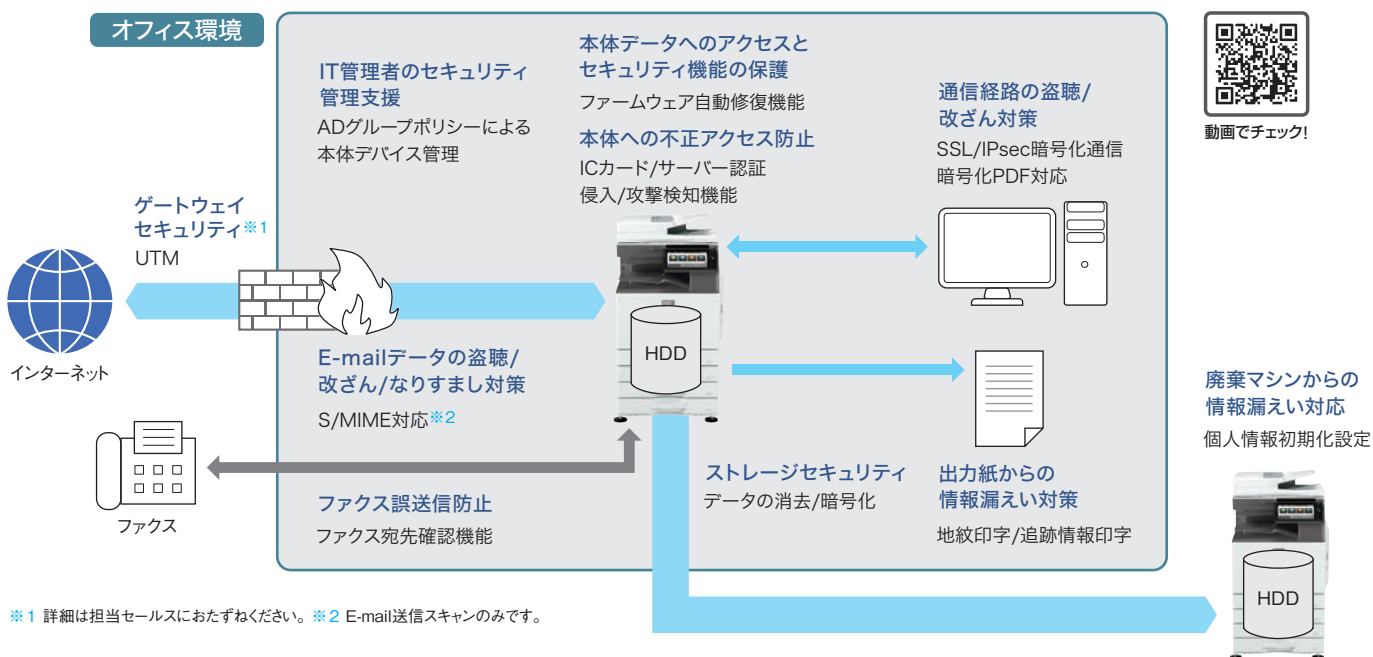 オフィス環境
IT管理者のセキュリティ
管理支援
ADグループポリシーによる
本体デバイス管理
本体データへのアクセスと
セキュリティ機能の保護
ファームウェア自動修復機能
本体への不正アクセス防止
ICカード/サーバー認証
侵入/攻撃検知機能
通信経路の盗聴/
改ざん対策
SSL/IPsec暗号化通信
暗号化PDF対応
動画でチェック!
ゲートウェイ
セキュリティ※1
UTM
インターネット
HDD
E-mailデータの盗聴/
改ざん/なりすまし対策
S/MIME対応※2
ファクス
ファクス誤送信防止
ファクス宛先確認機能
ストレージセキュリティ
データの消去/暗号化
出力紙からの
情報漏えい対策
地紋印字/追跡情報印字
廃棄マシンからの
情報漏えい対応
個人情報初期化設定
HDD
※1 詳細は担当セールスにおたずねください。※2 E-mail送信スキャンのみです。